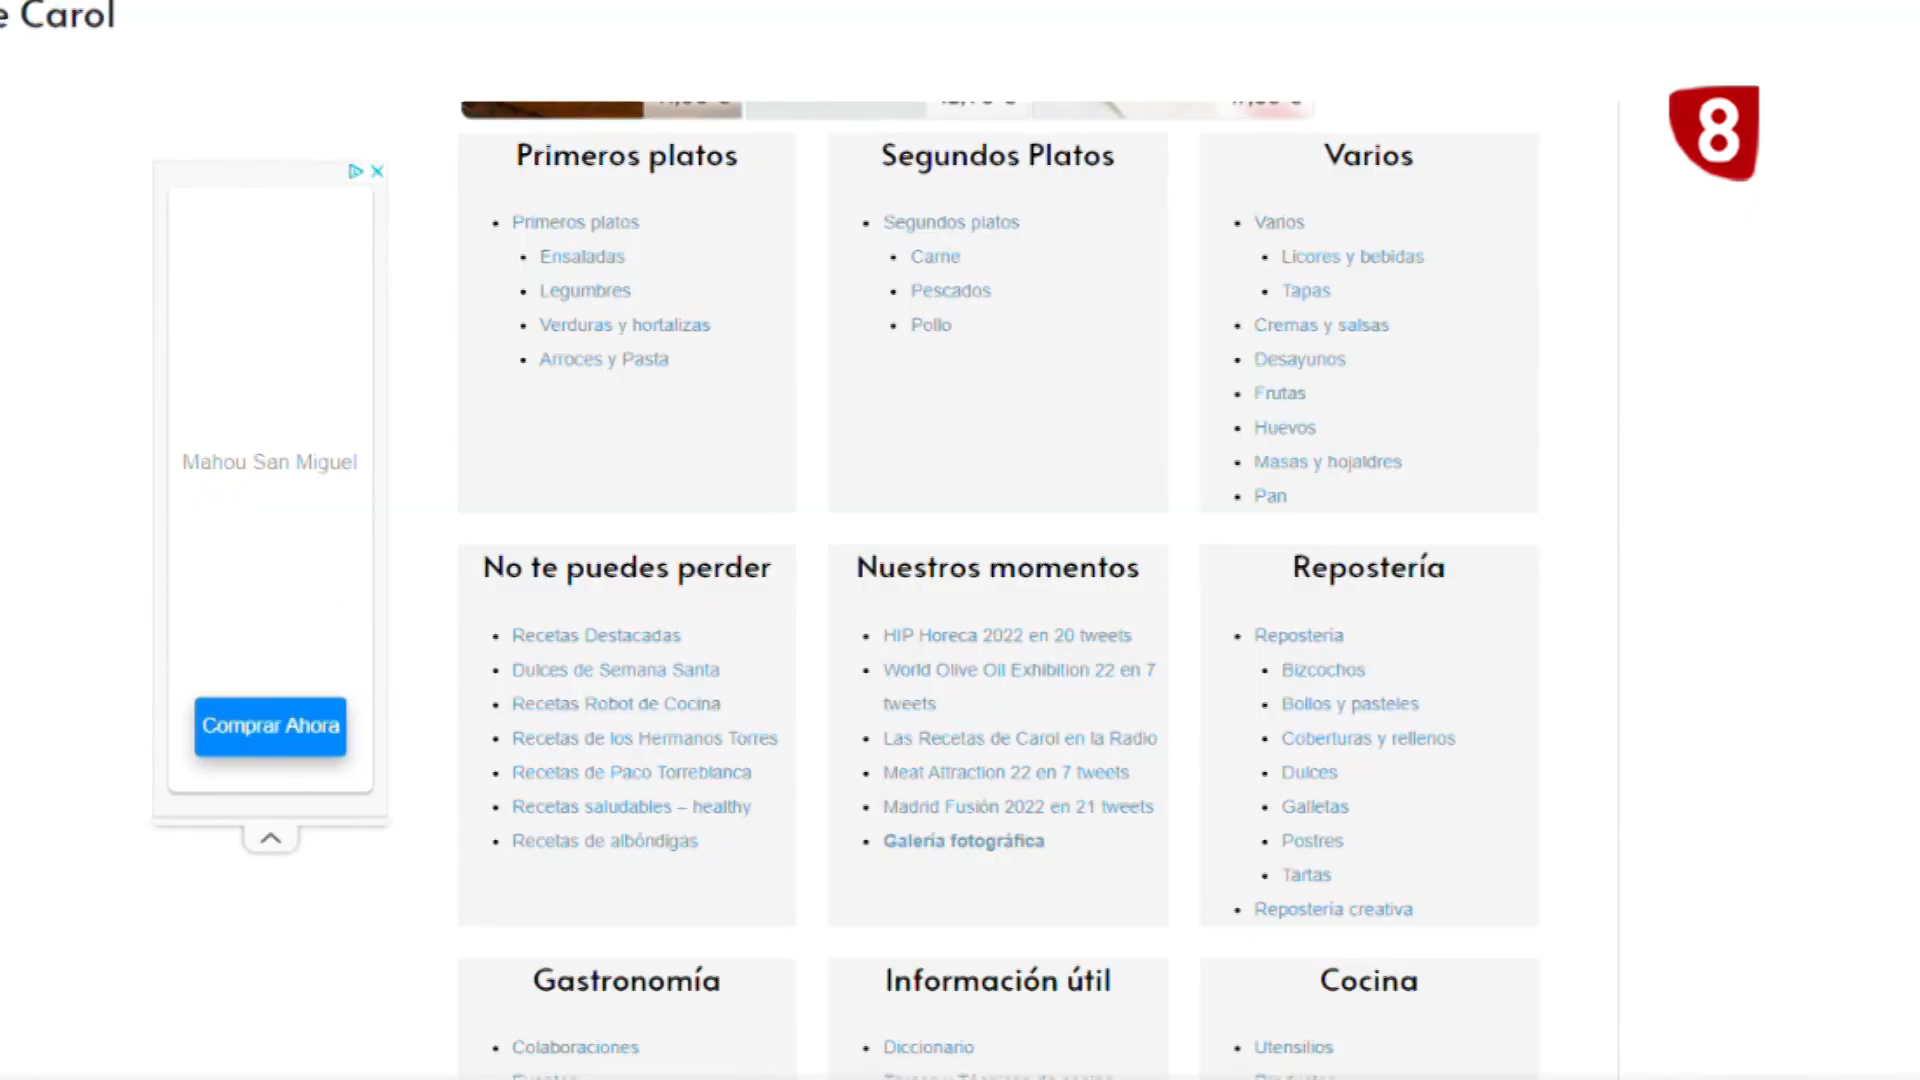 e Carol
8
Primeros platos
Primeros platos
Ensaladas
Legumbres
Verduras y hortalizas
Arroces y Pasta
Segundos Platos
Segundos platos
Carne
Pescados
Pollo
Varios
Varios
Licores y bebidas
Tapas
Cremas y salsas
Desayunos
Frutas
Huevos
Masas y hojaldres
Pan
Mahou San Miguel
Comprar Ahora
No te puedes perder
Recetas Destacadas
Dulces de Semana Santa
Recetas Robot de Cocina
Recetas de los Hermanos Torres
Recetas de Paco Torreblanca
Recetas saludables – healthy
Recetas de albóndigas
Nuestros momentos
HIP Horeca 2022 en 20 tweets
World Olive Oil Exhibition 22 en 7
tweets
Las Recetas de Carol en la Radio
Meat Attraction 22 en 7 tweets
Madrid Fusión 2022 en 21 tweets
Galería fotográfica
Repostería
Repostería
Bizcochos
Bollos y pasteles
Coberturas y rellenos
Dulces
Galletas
Postres
Tartas
Repostería creativa
Gastronomía
Colaboraciones
Información útil
Diccionario
Cocina
Utensilios